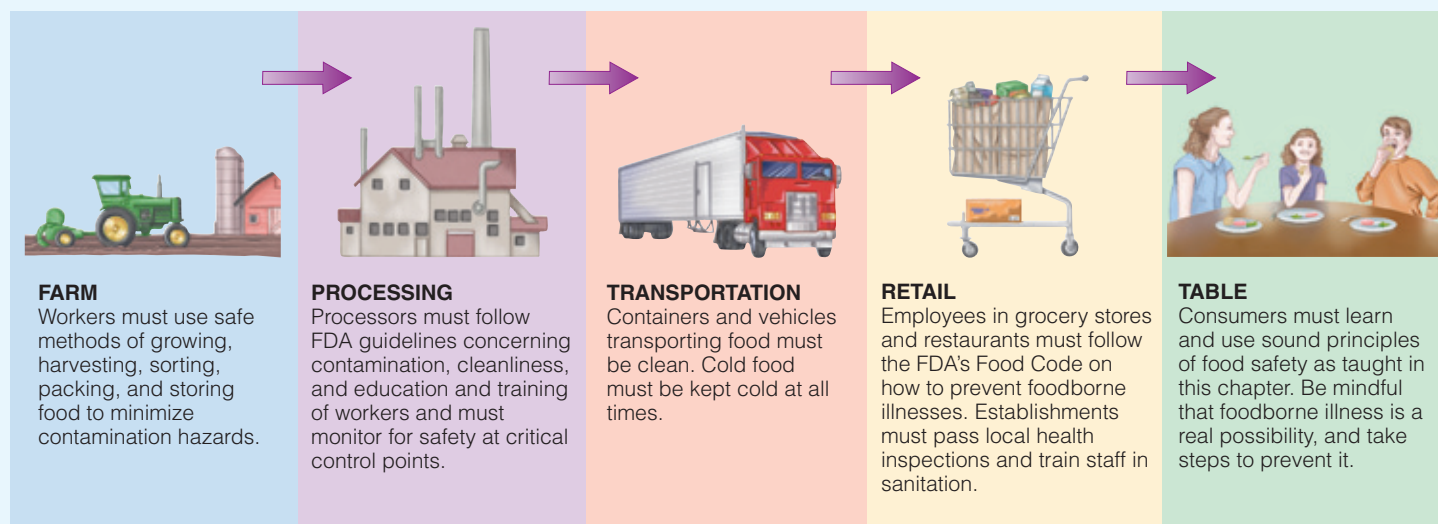 FARM
Workers must use safe
methods of growing,
harvesting, sorting,
packing, and storing
food to minimize
contamination hazards.
PROCESSING
Processors must follow
FDA guidelines concerning
contamination, cleanliness,
and education and training
of workers and must
monitor for safety at critical
control points.
TRANSPORTATION
Containers and vehicles
transporting food must
be clean. Cold food
must be kept cold at all
times.
RETAIL
Employees in grocery stores
and restaurants must follow
the FDA’s Food Code on
how to prevent foodborne
illnesses. Establishments
must pass local health
inspections and train staff in
sanitation.
TABLE
Consumers must learn
and use sound principles
of food safety as taught in
this chapter. Be mindful
that foodborne illness is a
real possibility, and take
steps to prevent it.